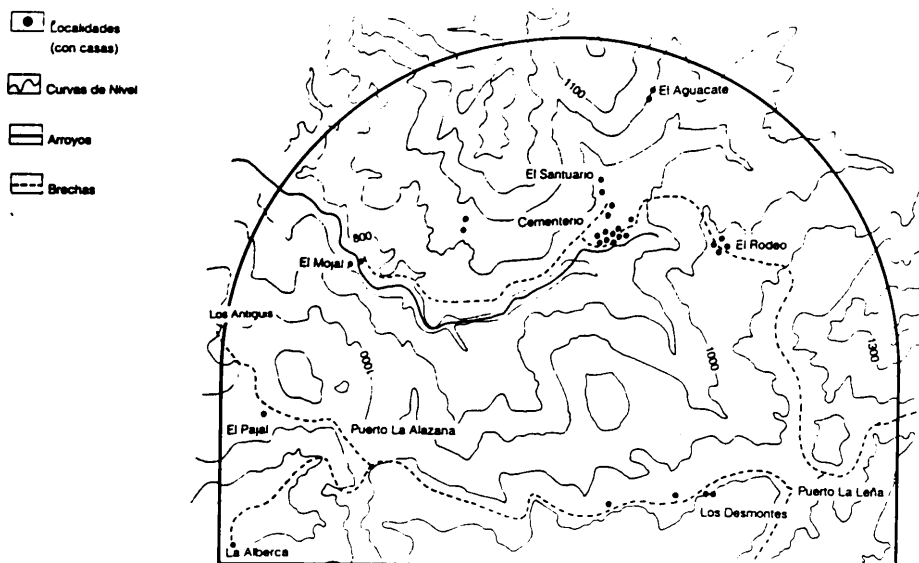 Localidades
(con casas)
Curvas de Nivel
Arroyos
Brechas
1100
El Aguacate
El Santuario
Cementerio
800
El Mojal
El Rodeo
Los Antiguis
1000
1000
1300
El Pajal
Puerto La Alazana
Puerto La Leña
Los Desmontes
La Alberca